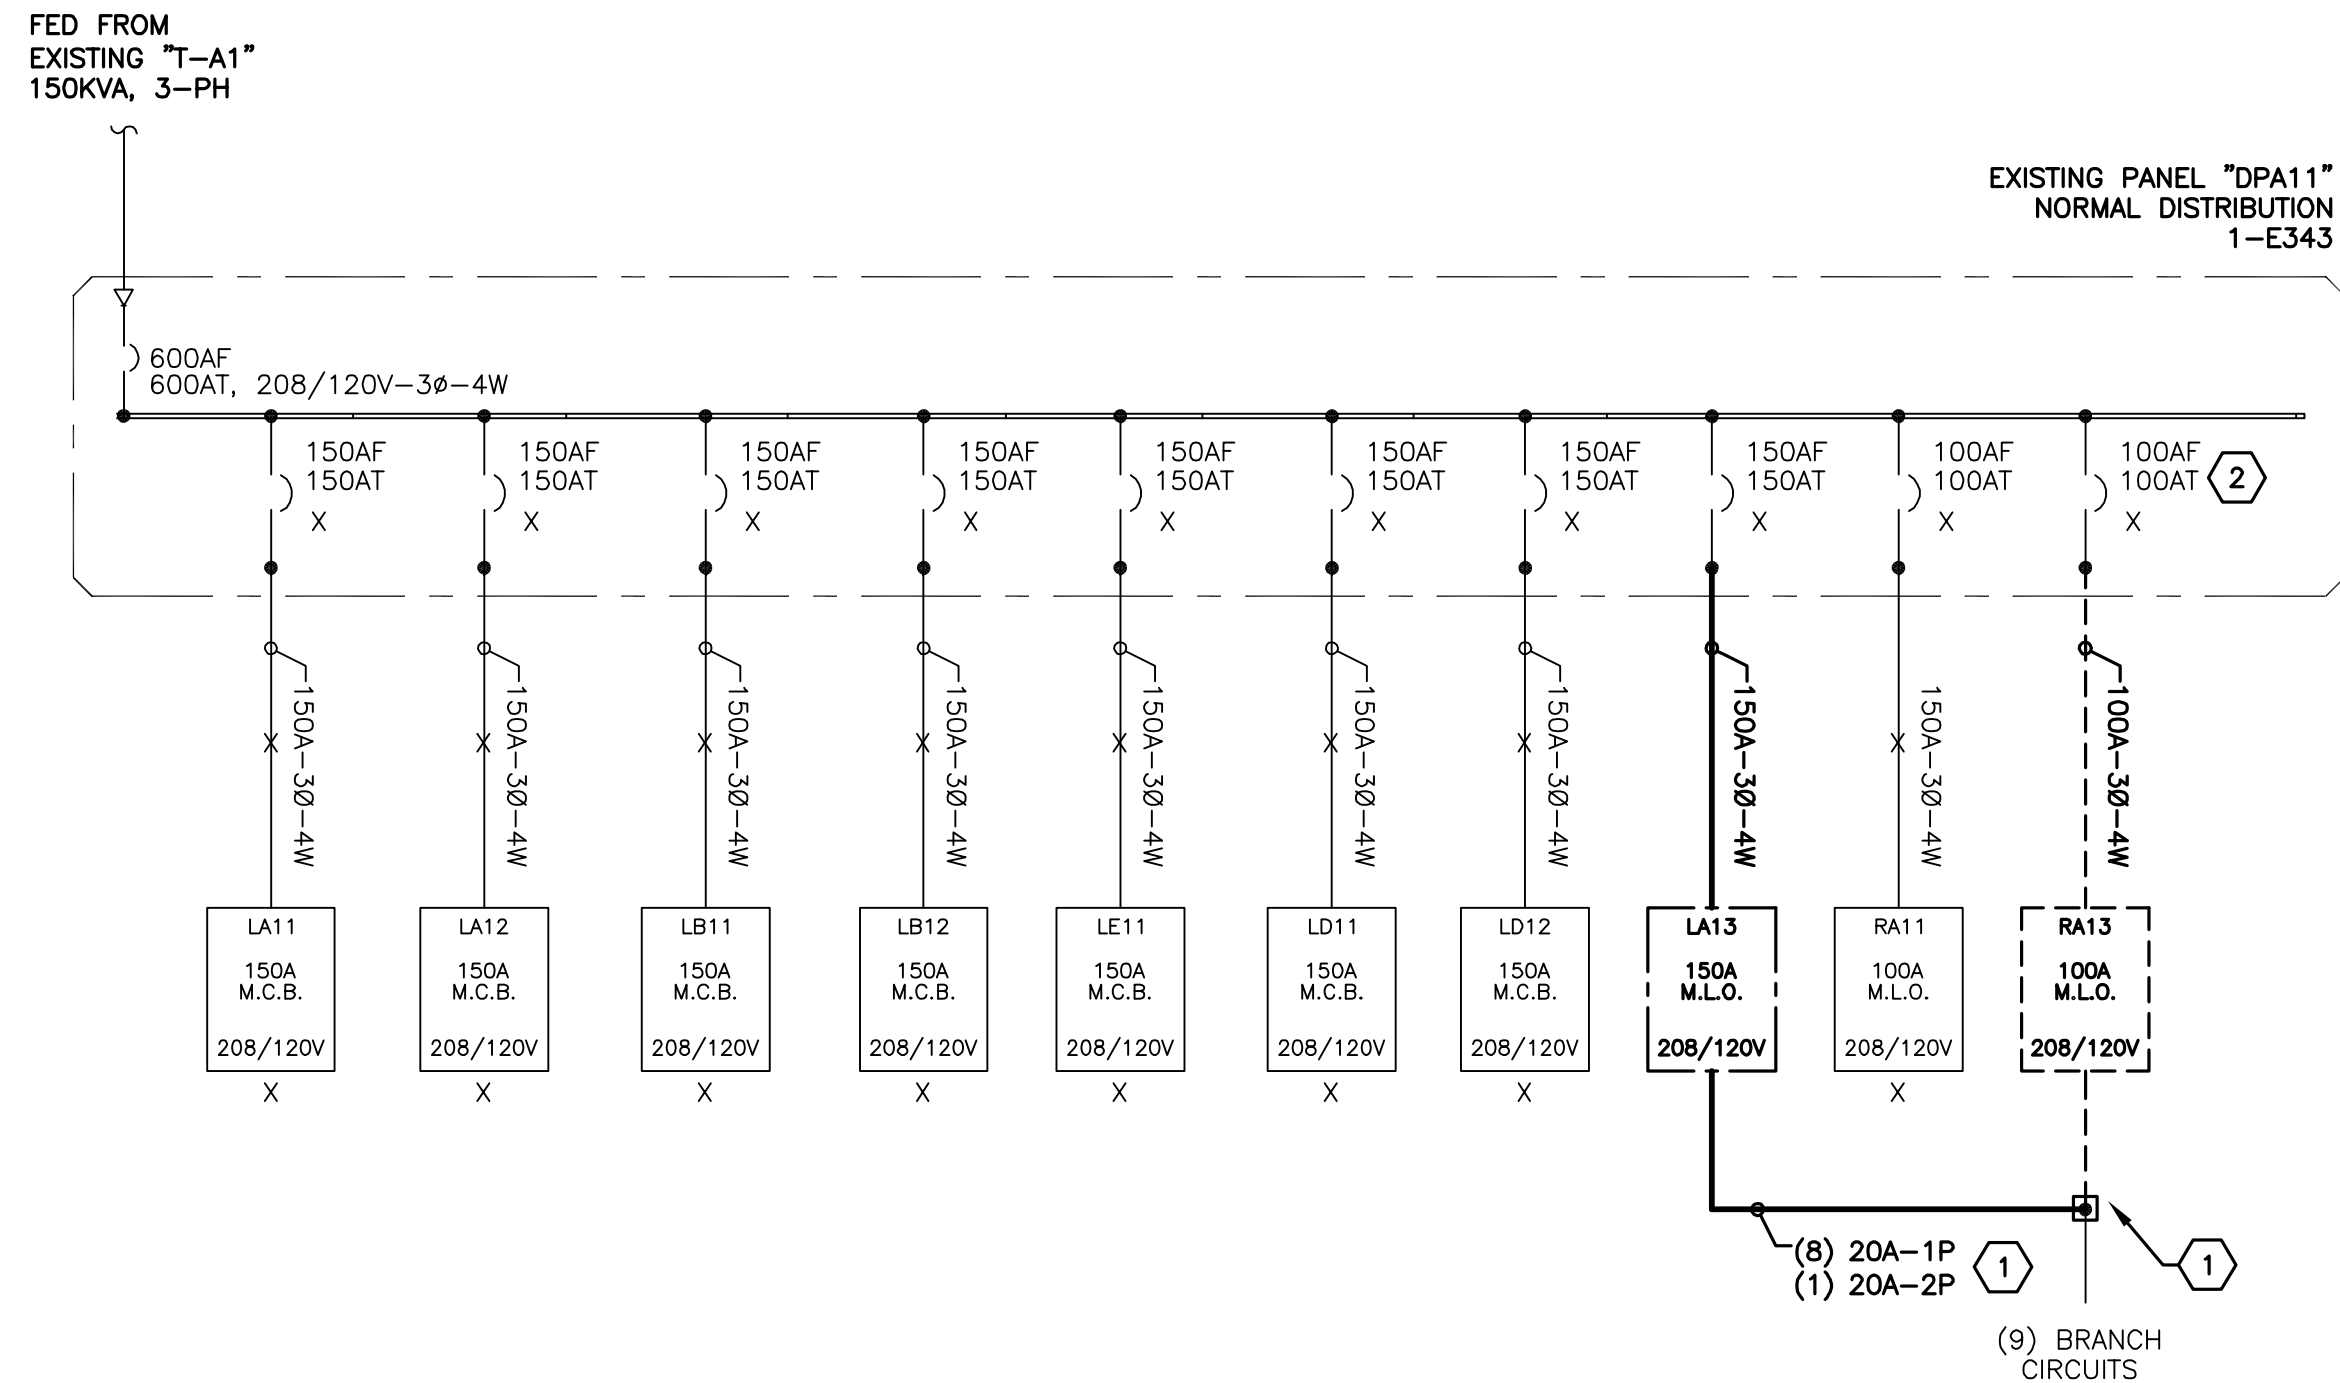 FED FROM
EXISTING "T-A1"
150KVA, 3-PH
EXISTING PANEL "DPA11"
NORMAL DISTRIBUTION
1-E343
600AF
600AT, 208/120V-3ø-4W
150AF
150AT
X
150AF
150AT
X
150AF
150AT
X
150AF
150AT
X
150AF
150AT
X
150AF
150AT
X
150AF
150AT
X
150AF
150AT
X
100AF
100AT
X
100AF
100AT
X
2
150A-3Ø-4W
X
150A-3Ø-4W
X
150A-3Ø-4W
X
150A-3Ø-4W
X
150A-3Ø-4W
X
150A-3Ø-4W
X
150A-3Ø-4W
X
150A-3Ø-4W
150A-3Ø-4W
X
100A-3Ø-4W
LA11
150A
M.C.B.
208/120V
X
LA12
150A
M.C.B.
208/120V
X
LB11
150A
M.C.B.
208/120V
X
LB12
150A
M.C.B.
208/120V
X
LE11
150A
M.C.B.
208/120V
X
LD11
150A
M.C.B.
208/120V
X
LD12
150A
M.C.B.
208/120V
X
LA13
150A
M.L.O.
208/120V
RA11
100A
M.L.O.
208/120V
X
RA13
100A
M.L.O.
208/120V
(8) 20A-1P
(1) 20A-2P
1
1
(9) BRANCH
CIRCUITS